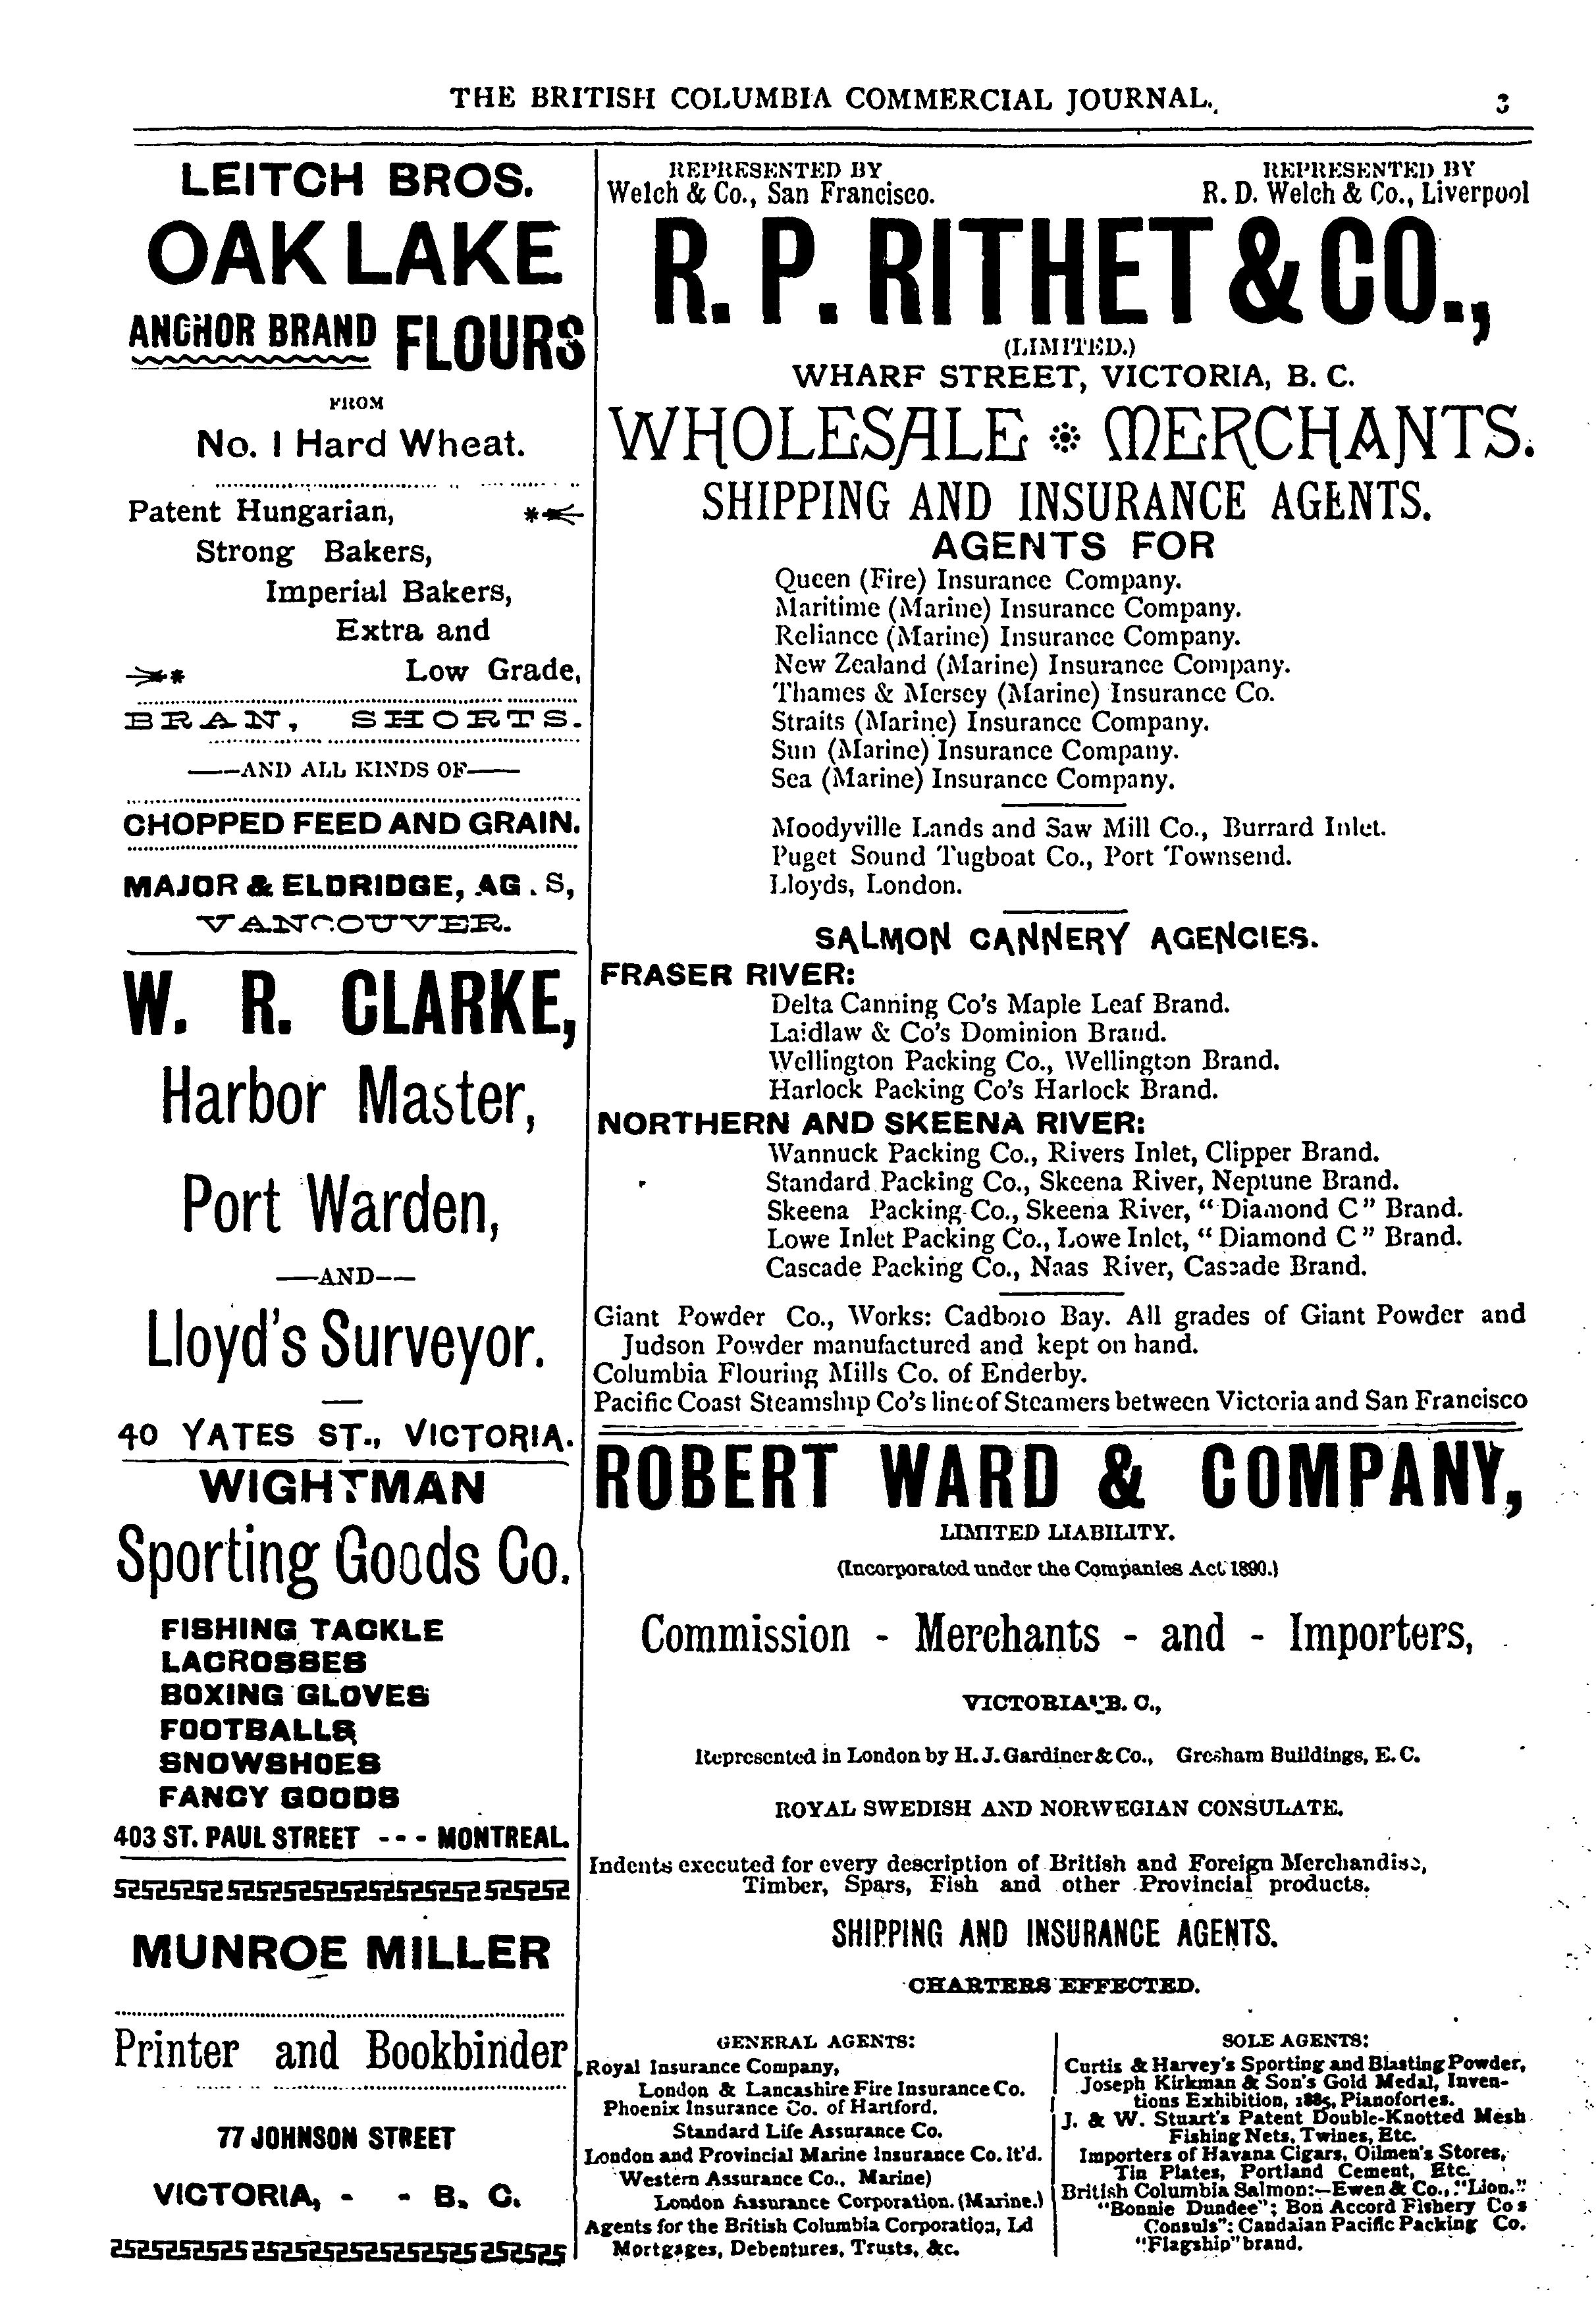 THE BRITISH COLUMBIA COMMERCIAL JOURNAL. 3
LEITCH BROS.
OAK LAKE
ANCHOR BRAND FLOURS
FROM
No. 1 Hard Wheat.
Patent Hungarian,
Strong Bakers,
Imperial Bakers,
Extra and
Low Grade,
BRAN, SHORTS.
——AND ALL KINDS OF——
CHOPPED FEED AND GRAIN.
MAJOR & ELDRIDGE, AG . S,
VANCOUVER.
W. R. CLARKE,
Harbor Master,
Port Warden,
——AND——
Lloyd's Surveyor.
40 YATES ST., VICTORIA.
WIGHTMAN
Sporting Goods Co.
FISHING TACKLE
LACROSSES
BOXING GLOVES
FOOTBALLS
SNOWSHOES
FANCY GOODS
403 ST. PAUL STREET - - - MONTREAL.
MUNROE MILLER
Printer and Bookbinder
77 JOHNSON STREET
VICTORIA, - - B. C.
REPRESENTED BY
Welch & Co., San Francisco.
REPRESENTED BY
R. D. Welch & Co., Liverpool
R. P. RITHET & CO.,
(LIMITED.)
WHARF STREET, VICTORIA, B. C.
WHOLESALE MERCHANTS.
SHIPPING AND INSURANCE AGENTS.
AGENTS FOR
Queen (Fire) Insurance Company.
Maritime (Marine) Insurance Company.
Reliance (Marine) Insurance Company.
New Zealand (Marine) Insurance Company.
Thames & Mersey (Marine) Insurance Co.
Straits (Marine) Insurance Company.
Sun (Marine) Insurance Company.
Sea (Marine) Insurance Company.
Moodyville Lands and Saw Mill Co., Burrard Inlet.
Puget Sound Tugboat Co., Port Townsend.
Lloyds, London.
SALMON CANNERY AGENCIES.
FRASER RIVER:
Delta Canning Co's Maple Leaf Brand.
Laidlaw & Co's Dominion Brand.
Wellington Packing Co., Wellington Brand.
Harlock Packing Co's Harlock Brand.
NORTHERN AND SKEENA RIVER:
Wannuck Packing Co., Rivers Inlet, Clipper Brand.
Standard Packing Co., Skeena River, Neptune Brand.
Skeena Packing Co., Skeena River, "Diamond C" Brand.
Lowe Inlet Packing Co., Lowe Inlet, "Diamond C" Brand.
Cascade Packing Co., Naas River, Cascade Brand.
Giant Powder Co., Works: Cadboro Bay. All grades of Giant Powder and
Judson Powder manufactured and kept on hand.
Columbia Flouring Mills Co. of Enderby.
Pacific Coast Steamship Co's line of Steamers between Victoria and San Francisco
ROBERT WARD & COMPANY,
LIMITED LIABILITY.
(Incorporated under the Companies Act 1890.)
Commission - Merchants - and - Importers,
VICTORIA, B. C.,
Represented in London by H. J. Gardiner & Co., Gresham Buildings, E. C.
ROYAL SWEDISH AND NORWEGIAN CONSULATE.
Indents executed for every description of British and Foreign Merchandise,
Timber, Spars, Fish and other Provincial products.
SHIPPING AND INSURANCE AGENTS.
CHARTERS EFFECTED.
GENERAL AGENTS:
Royal Insurance Company,
London & Lancashire Fire Insurance Co.
Phoenix Insurance Co. of Hartford.
Standard Life Assurance Co.
London and Provincial Marine Insurance Co. lt'd.
Western Assurance Co., Marine)
London Assurance Corporation. (Marine.)
Agents for the British Columbia Corporation, Ld
Mortgages, Debentures, Trusts, &c.
SOLE AGENTS:
Curtis & Harvey's Sporting and Blasting Powder,
Joseph Kirkman & Son's Gold Medal, Inven-
tions Exhibition, 1885, Pianofortes.
J. & W. Stuart's Patent Double-Knotted Mesh
Fishing Nets, Twines, Etc.
Importers of Havana Cigars, Oilmen's Stores,
Tin Plates, Portland Cement, Etc.
British Columbia Salmon:—Ewen & Co., "Lion."
"Bonnie Dundee"; Bon Accord Fishery Co s
Consuls": Candaian Pacific Packing Co.
"Flagship" brand.